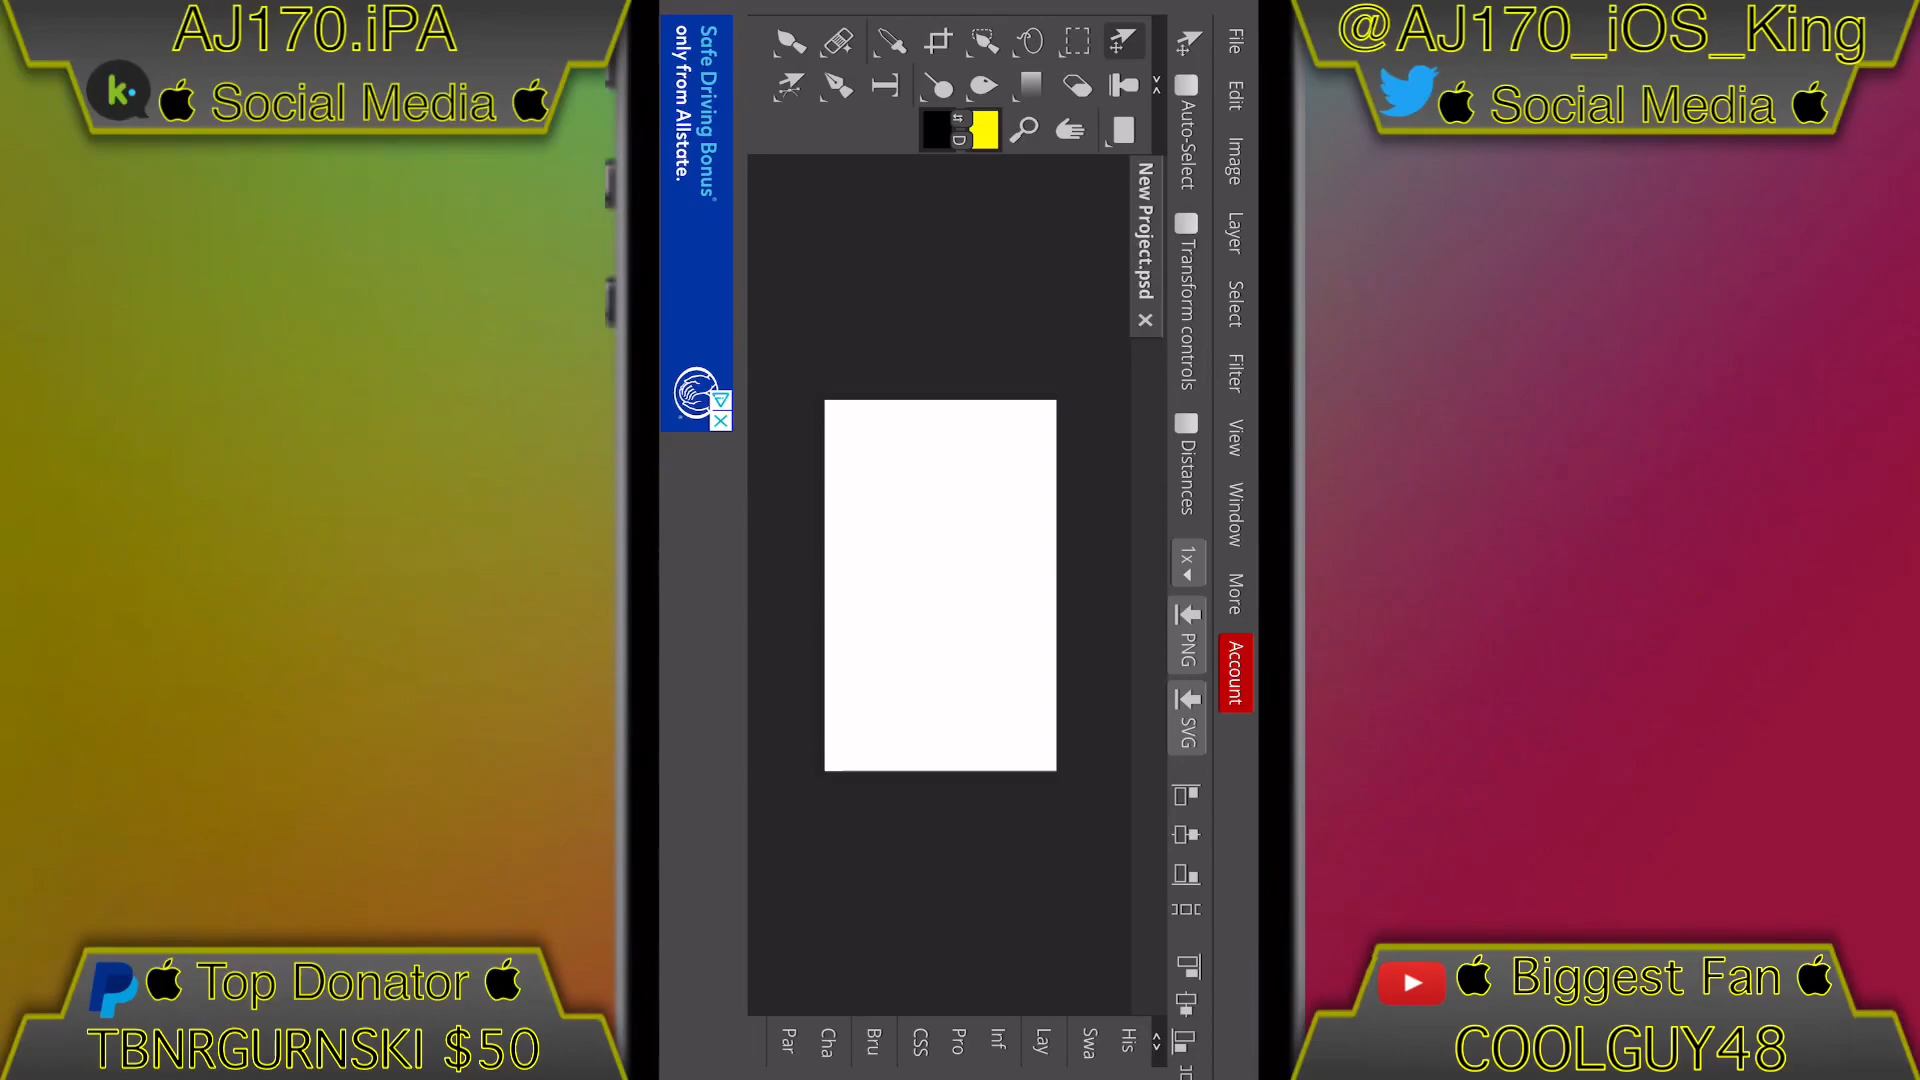 AJ170.iPA
k
Social Media
@AJ170_iOS_King
Social Media
File Edit Image Layer Select Filter View Window More Account
Auto-Select Transform controls Distances 1x PNG SVG
New Project.psd X
T
D
His
Swa
Lay
Inf
Pro
CSS
Bru
Cha
Par
Safe Driving Bonus®
only from Allstate.
Top Donator
TBNRGURNSKI $50
Biggest Fan
COOLGUY48